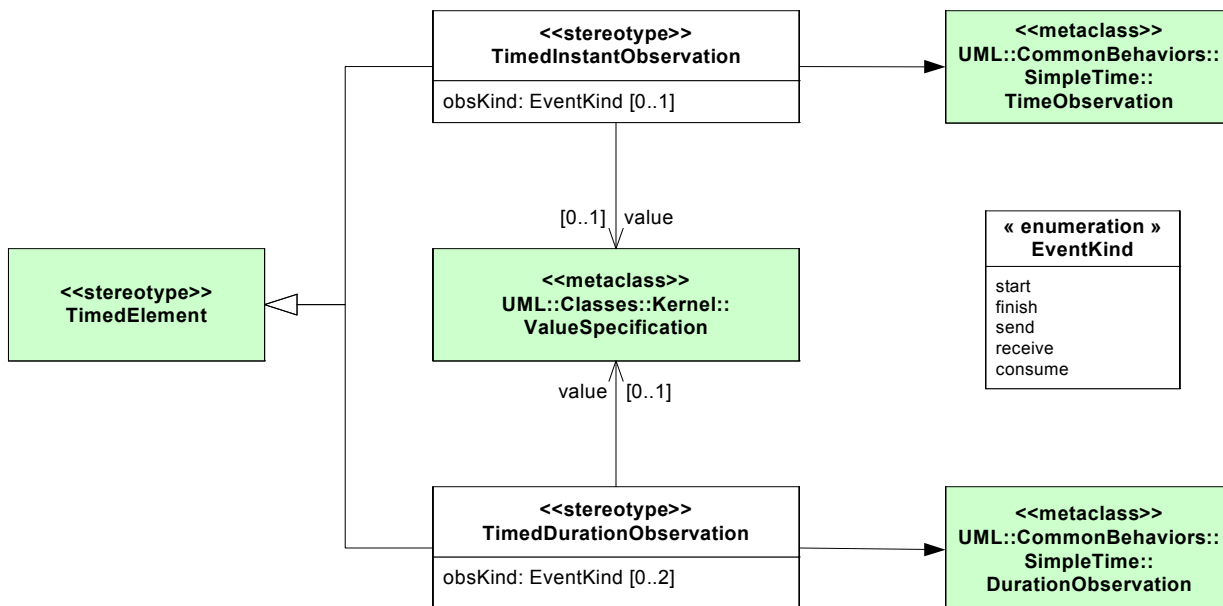 <<stereotype>>
TimedInstantObservation
obsKind: EventKind [0..1]
<<metaclass>>
UML::CommonBehaviors::
SimpleTime::
TimeObservation
[0..1] value
« enumeration »
EventKind
start
finish
send
receive
consume
<<stereotype>>
TimedElement
<<metaclass>>
UML::Classes::Kernel::
ValueSpecification
value [0..1]
<<stereotype>>
TimedDurationObservation
obsKind: EventKind [0..2]
<<metaclass>>
UML::CommonBehaviors::
SimpleTime::
DurationObservation